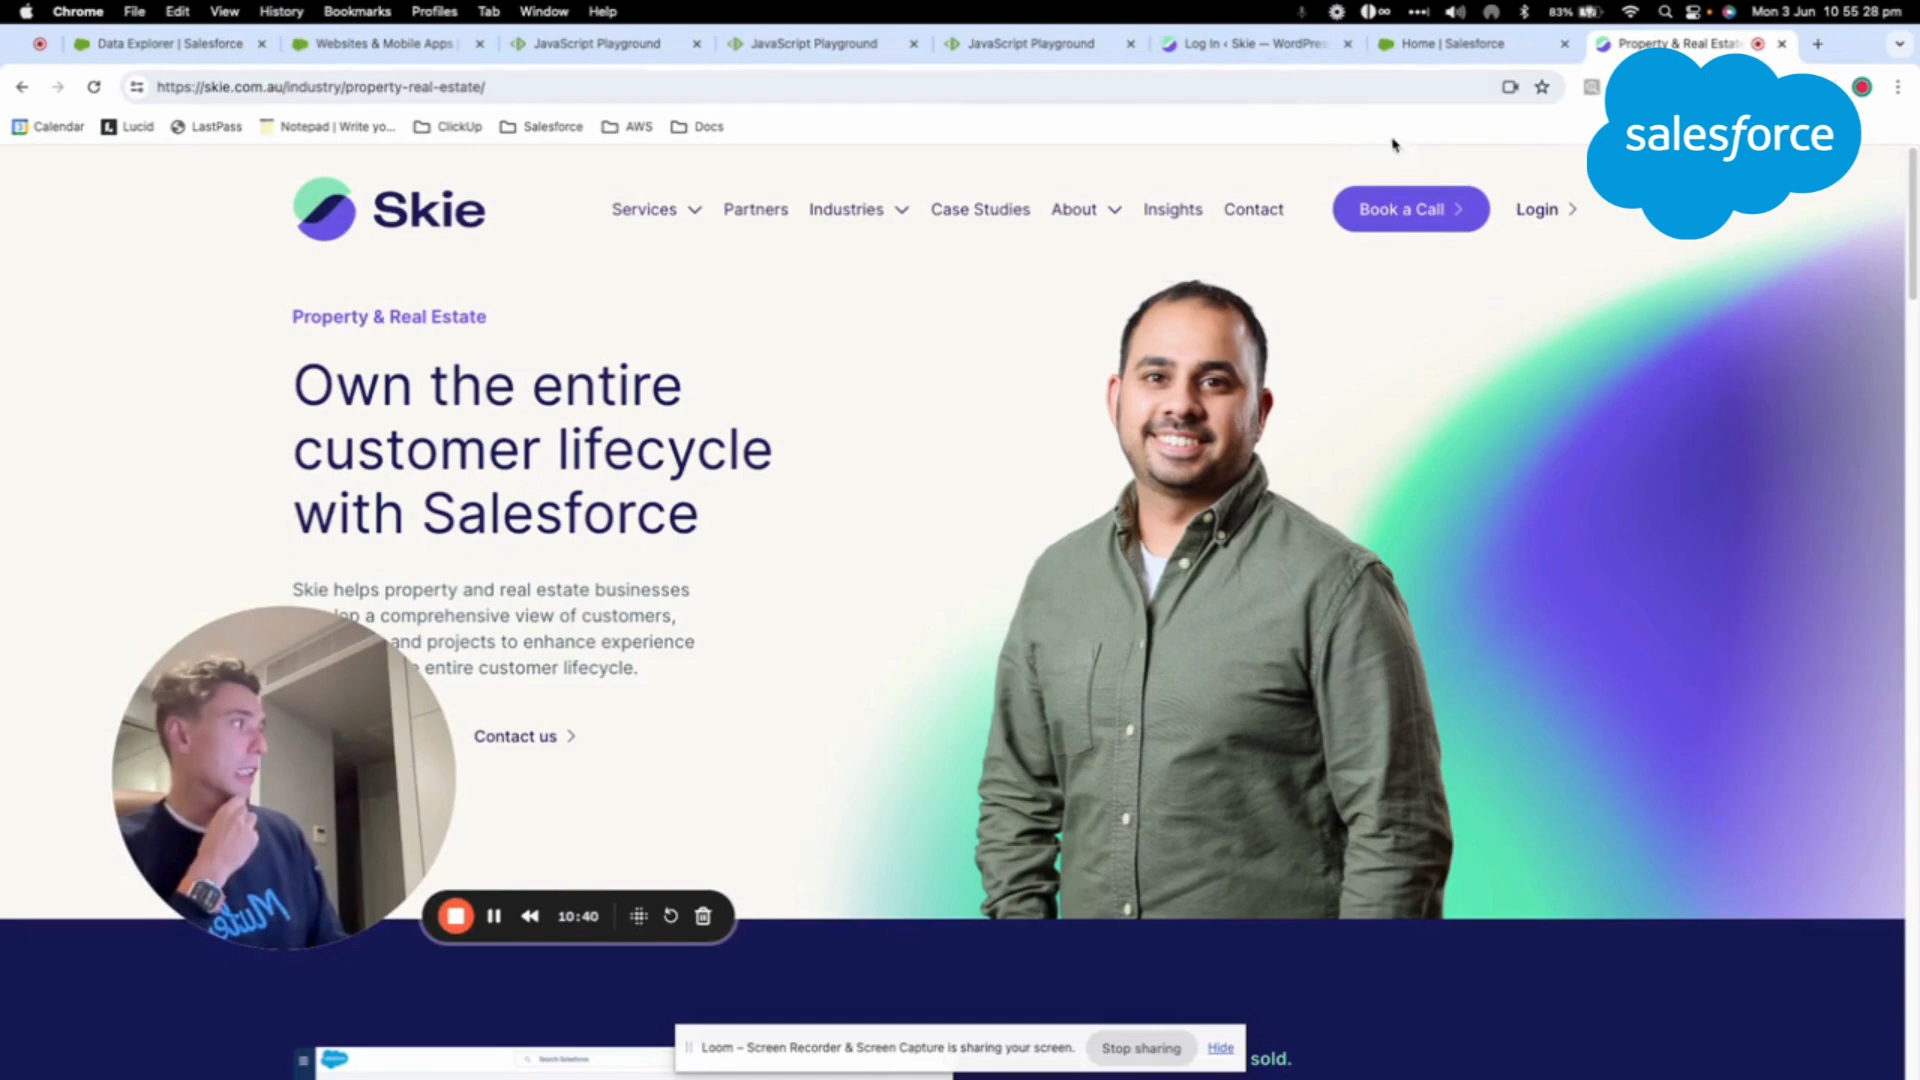 Chrome File Edit View History Bookmarks Profiles Tab Window Help 83% Mon 3 Jun 10 55 28 pm
Data Explorer | Salesforce Websites & Mobile Apps | JavaScript Playground JavaScript Playground JavaScript Playground Log In ‹ Skie — WordPres Home | Salesforce Property & Real Estat
https://skie.com.au/industry/property-real-estate/
Calendar Lucid LastPass Notepad | Write yo... ClickUp Salesforce AWS Docs
salesforce
Skie Services Partners Industries Case Studies About Insights Contact Book a Call Login
Property & Real Estate
Own the entire
customer lifecycle
with Salesforce
Skie helps property and real estate businesses
op a comprehensive view of customers,
and projects to enhance experience
entire customer lifecycle.
Contact us
10:40
Loom – Screen Recorder & Screen Capture is sharing your screen. Stop sharing Hide
sold.
Search Salesforce